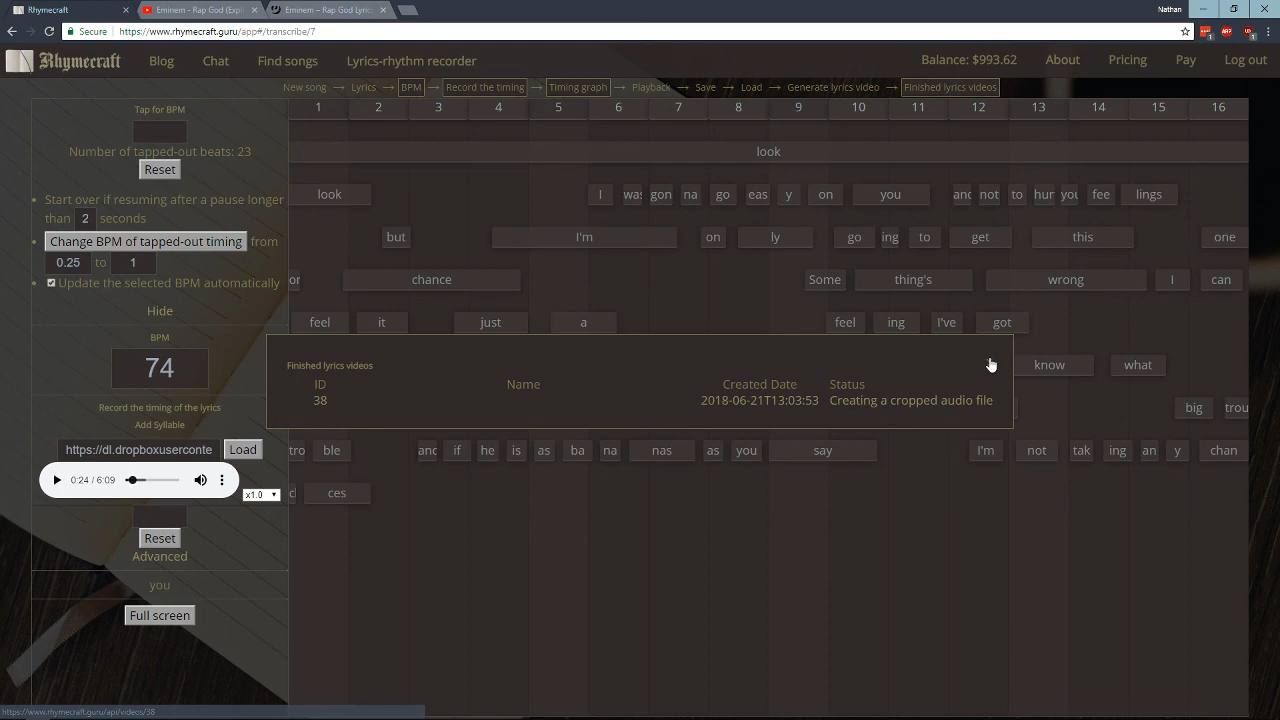 Rhymecraft
Eminem - Rap God (Expli
Eminem – Rap God Lyric
Nathan
Secure
https://www.rhymecraft.guru/app#/transcribe/7
Rhymecraft Blog Chat Find songs Lyrics-rhythm recorder Balance: $993.62 About Pricing Pay Log out
New song → Lyrics → BPM → Record the timing → Timing graph → Playback → Save → Load → Generate lyrics video → Finished lyrics videos
Tap for BPM
Number of tapped-out beats: 23
Reset
Start over if resuming after a pause longer
than 2 seconds
Change BPM of tapped-out timing from
0.25 to 1
Update the selected BPM automatically
Hide
BPM
74
Record the timing of the lyrics
Add Syllable
https://dl.dropboxuserconte Load
0:24 / 6:09
x1.0
Reset
Advanced
you
Full screen
1 2 3 4 5 6 7 8 9 10 11 12 13 14 15 16
look
look I was gon na go eas y on you and not to hur you fee lings
but I'm on ly go ing to get this one
or chance Some thing's wrong I can
feel it just a feel ing I've got
know what
big trou
tro ble and if he is as ba na nas as you say I'm not tak ing an y chan
ces
Finished lyrics videos
ID Name Created Date Status
38 2018-06-21T13:03:53 Creating a cropped audio file
https://www.rhymecraft.guru/api/videos/38